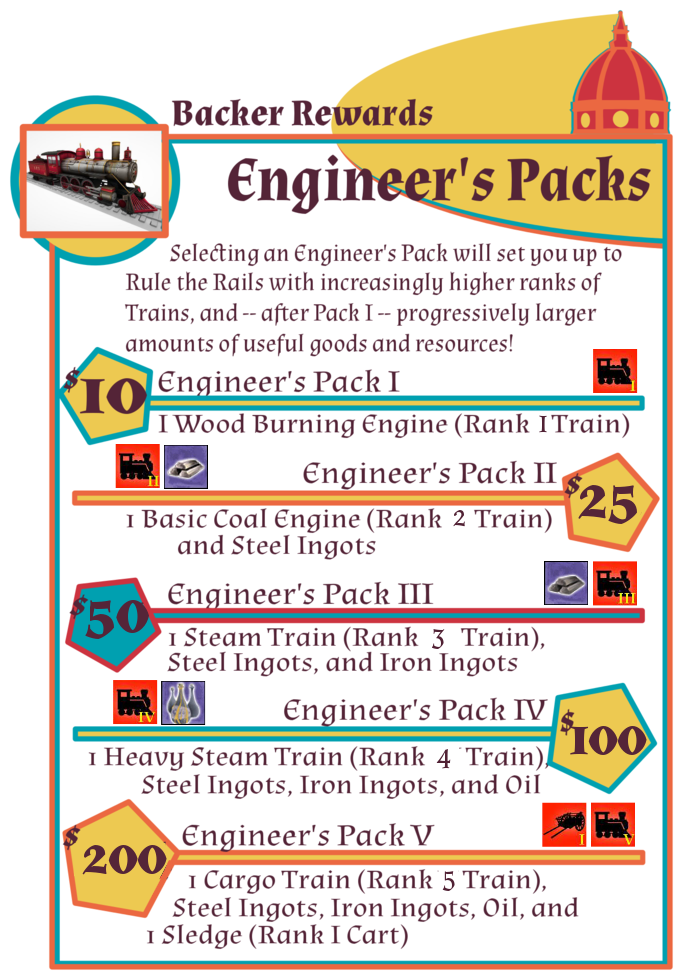 Backer Rewards
Engineer's Packs
Selecting an Engineer's Pack will set you up to
Rule the Rails with increasingly higher ranks of
Trains, and -- after Pack I -- progressively larger
amounts of useful goods and resources!
$10 Engineer's Pack I I
1 Wood Burning Engine (Rank 1 Train)
II Engineer's Pack II $25
1 Basic Coal Engine (Rank 2 Train)
and Steel Ingots
$50 Engineer's Pack III III
1 Steam Train (Rank 3 Train),
Steel Ingots, and Iron Ingots
IV Engineer's Pack IV $100
1 Heavy Steam Train (Rank 4 Train),
Steel Ingots, Iron Ingots, and Oil
$200 Engineer's Pack V I V
1 Cargo Train (Rank 5 Train),
Steel Ingots, Iron Ingots, Oil, and
1 Sledge (Rank I Cart)